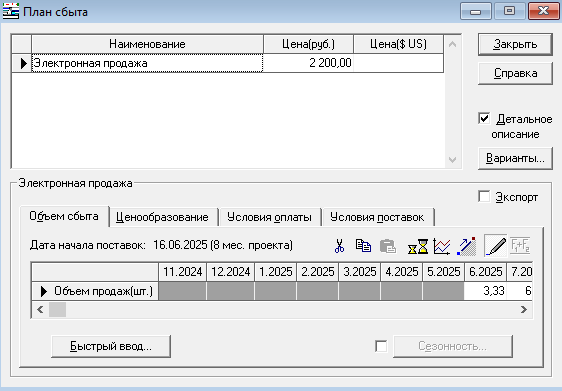 План сбыта
Наименование Цена(руб.) Цена($ US)
Электронная продажа 2 200,00
Закрыть
Справка
Детальное
описание
Варианты...
Электронная продажа
Экспорт
Объем сбыта Ценообразование Условия оплаты Условия поставок
Дата начала поставок: 16.06.2025 (8 мес. проекта)
F1+F2
11.2024 12.2024 1.2025 2.2025 3.2025 4.2025 5.2025 6.2025 7.20
Объем продаж(шт.) 3,33 6
Быстрый ввод... Сезонность...